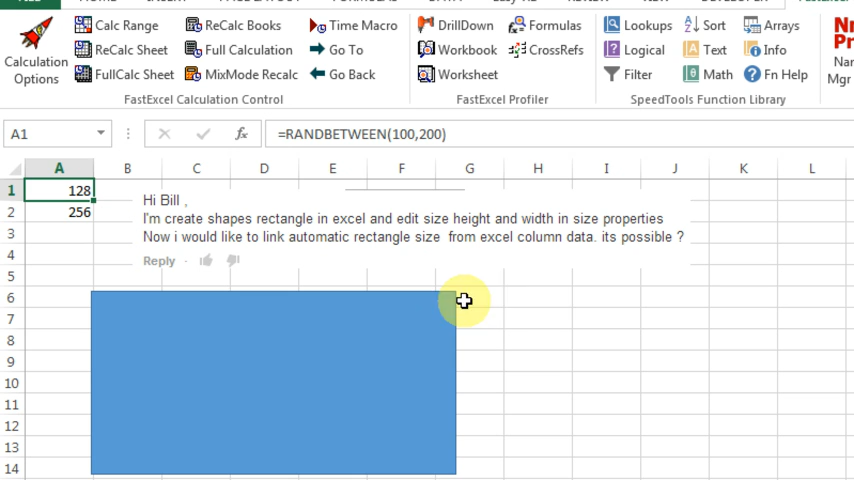 Calc Range
ReCalc Books
Time Macro
DrillDown
Formulas
Lookups
Sort
Arrays
ReCalc Sheet
Full Calculation
Go To
Workbook
CrossRefs
Logical
Text
Info
Calculation
Options
FullCalc Sheet
MixMode Recalc
Go Back
Worksheet
Filter
Math
Fn Help
Mgr
FastExcel Calculation Control
FastExcel Profiler
SpeedTools Function Library
A1
fx
=RANDBETWEEN(100,200)
A B C D E F G H I J K L
1 128
2 256
3
4
5
6
7
8
9
10
11
12
13
14
Hi Bill ,
I'm create shapes rectangle in excel and edit size height and width in size properties
Now i would like to link automatic rectangle size from excel column data. its possible ?
Reply ·